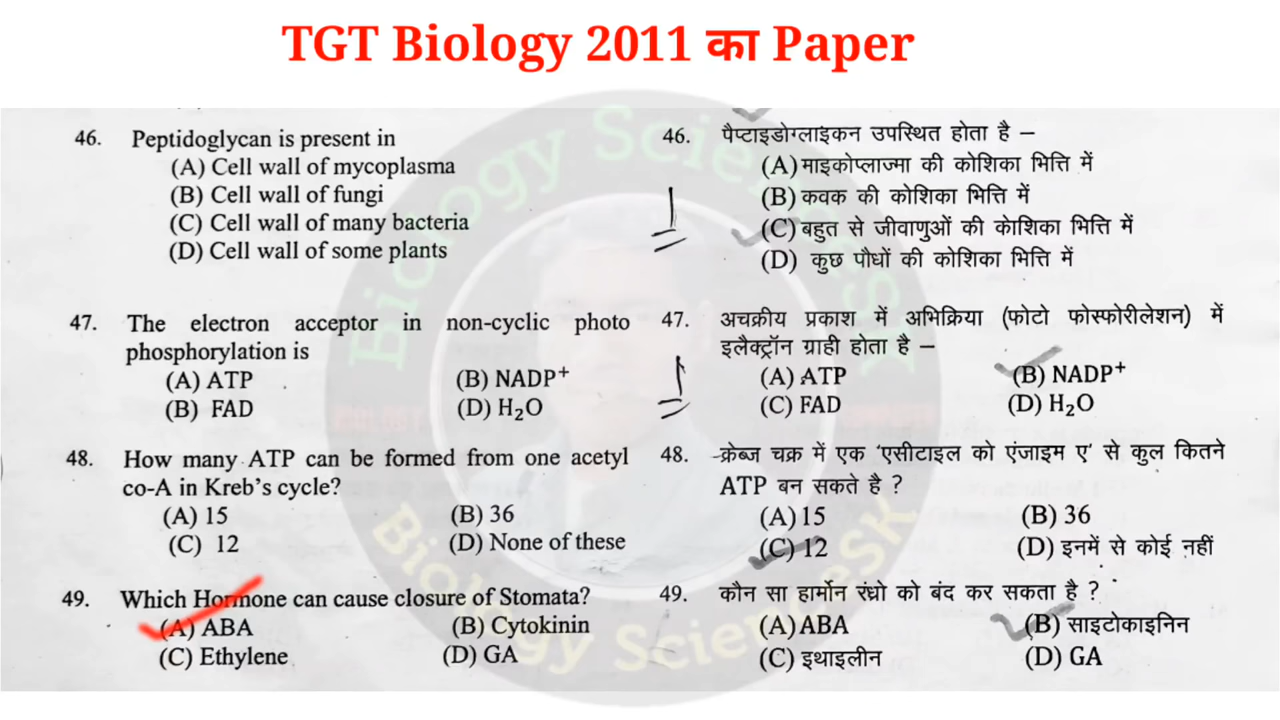 TGT Biology 2011 का Paper
46. Peptidoglycan is present in
(A) Cell wall of mycoplasma
(B) Cell wall of fungi
(C) Cell wall of many bacteria
(D) Cell wall of some plants
47. The electron acceptor in non-cyclic photo
phosphorylation is
(A) ATP (B) NADP+
(B) FAD (D) H₂O
48. How many ATP can be formed from one acetyl
co-A in Kreb's cycle?
(A) 15 (B) 36
(C) 12 (D) None of these
49. Which Hormone can cause closure of Stomata?
(A) ABA (B) Cytokinin
(C) Ethylene (D) GA
46. पैप्टाइडोग्लाइकन उपस्थित होता है –
(A) माइकोप्लाज्मा की कोशिका भित्ति में
(B) कवक की कोशिका भित्ति में
(C) बहुत से जीवाणुओं की कोशिका भित्ति में
(D) कुछ पौधों की कोशिका भित्ति में
47. अचक्रीय प्रकाश में अभिक्रिया (फोटो फोस्फोरीलेशन) में
इलैक्ट्रॉन ग्राही होता है –
(A) ATP (B) NADP+
(C) FAD (D) H₂O
48. क्रेब्ज चक्र में एक 'एसीटाइल को एंजाइम ए' से कुल कितने
ATP बन सकते है ?
(A) 15 (B) 36
(C) 12 (D) इनमें से कोई नहीं
49. कौन सा हार्मोन रंध्रो को बंद कर सकता है ?
(A) ABA (B) साइटोकाइनिन
(C) इथाइलीन (D) GA
Biology Science SK
Biology Science SK